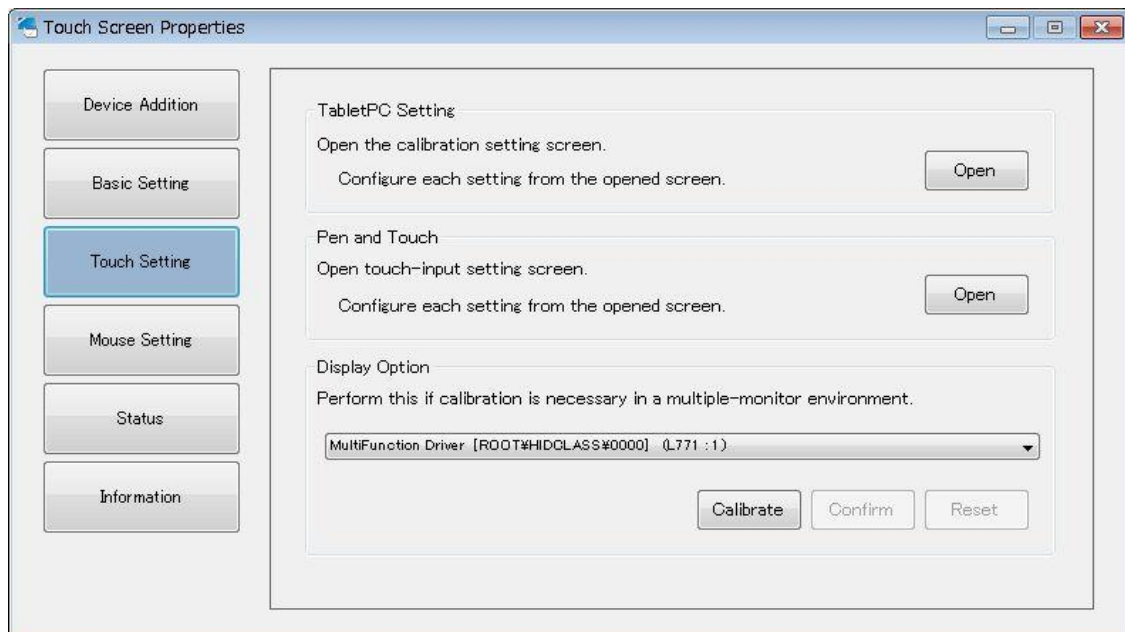 Touch Screen Properties
Device Addition
Basic Setting
Touch Setting
Mouse Setting
Status
Information
TabletPC Setting
Open the calibration setting screen.
Configure each setting from the opened screen.
Open
Pen and Touch
Open touch-input setting screen.
Configure each setting from the opened screen.
Open
Display Option
Perform this if calibration is necessary in a multiple-monitor environment.
MultiFunction Driver [ROOT¥HIDCLASS¥0000] (L771 :1)
Calibrate
Confirm
Reset